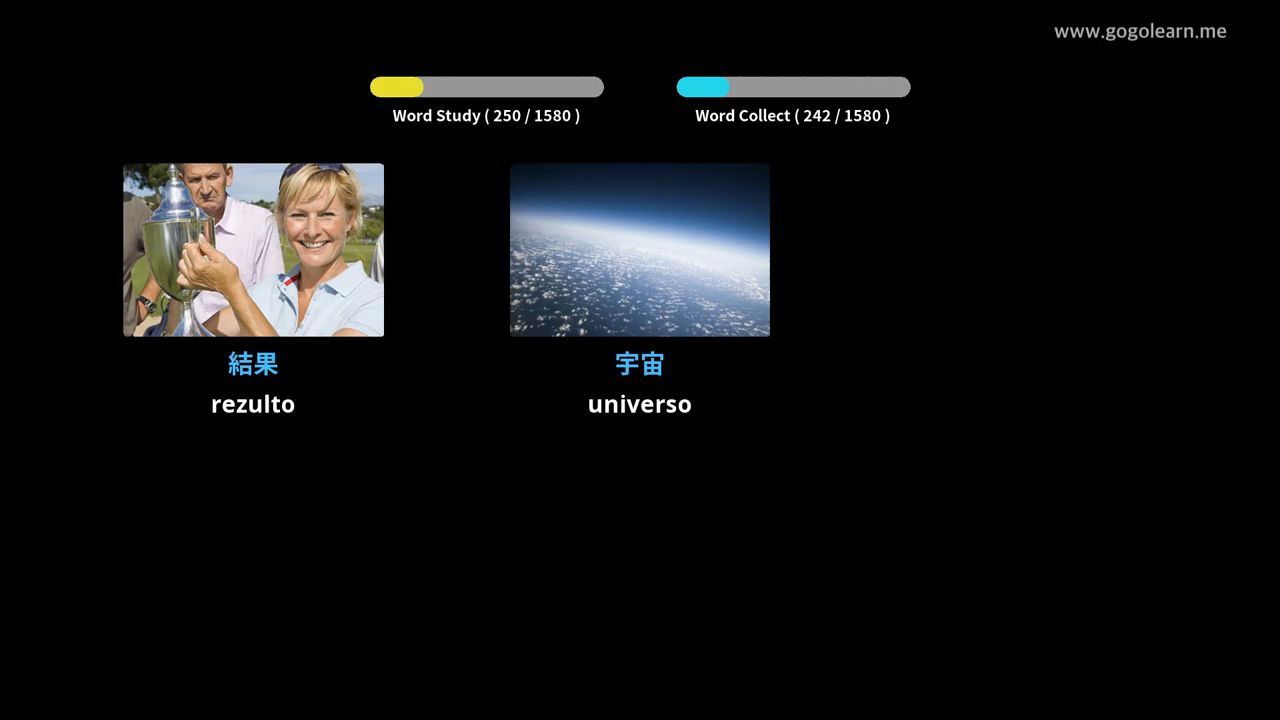 www.gogolearn.me
Word Study ( 250 / 1580 )
Word Collect ( 242 / 1580 )
結果
rezulto
宇宙
universo